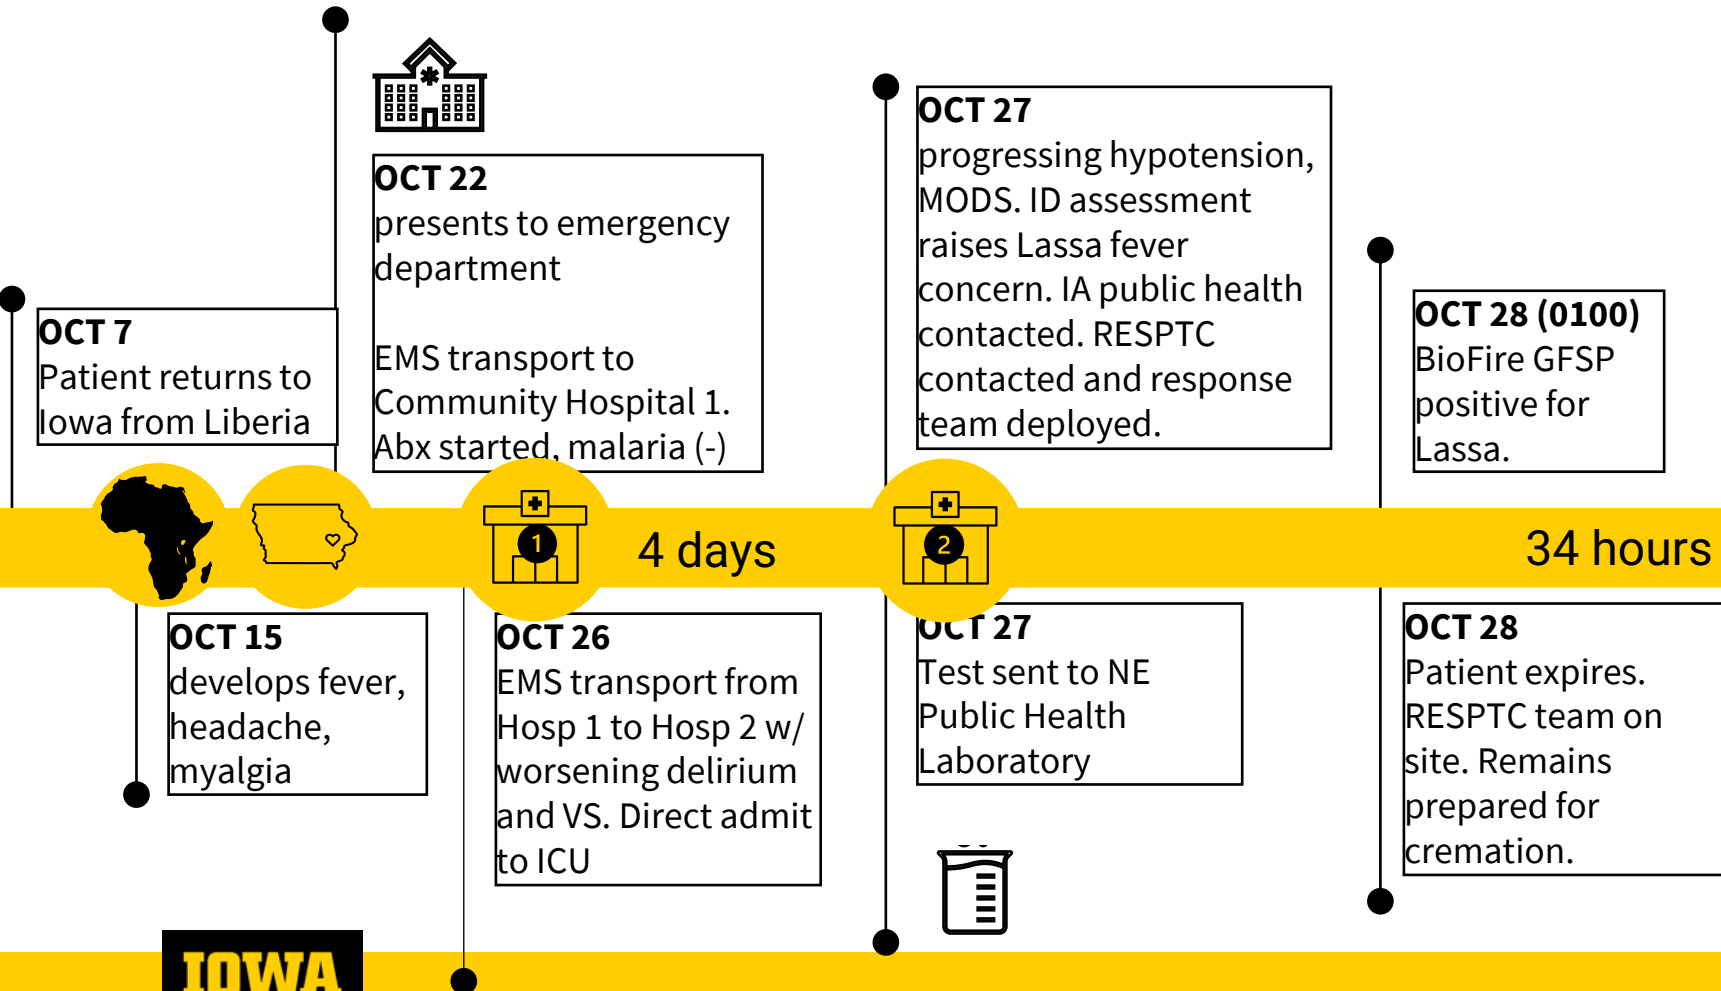 OCT 7
Patient returns to
Iowa from Liberia
OCT 15
develops fever,
headache,
myalgia
OCT 22
presents to emergency
department
EMS transport to
Community Hospital 1.
Abx started, malaria (-)
1
4 days
OCT 26
EMS transport from
Hosp 1 to Hosp 2 w/
worsening delirium
and VS. Direct admit
to ICU
OCT 27
progressing hypotension,
MODS. ID assessment
raises Lassa fever
concern. IA public health
contacted. RESPTC
contacted and response
team deployed.
2
OCT 27
Test sent to NE
Public Health
Laboratory
OCT 28 (0100)
BioFire GFSP
positive for
Lassa.
34 hours
OCT 28
Patient expires.
RESPTC team on
site. Remains
prepared for
cremation.
IOWA